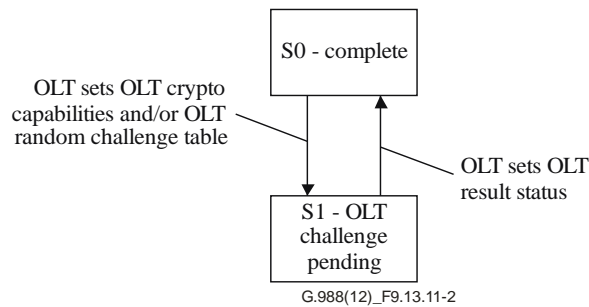 S0 - complete
OLT sets OLT crypto
capabilities and/or OLT
random challenge table
OLT sets OLT
result status
S1 - OLT
challenge
pending
G.988(12)_F9.13.11-2